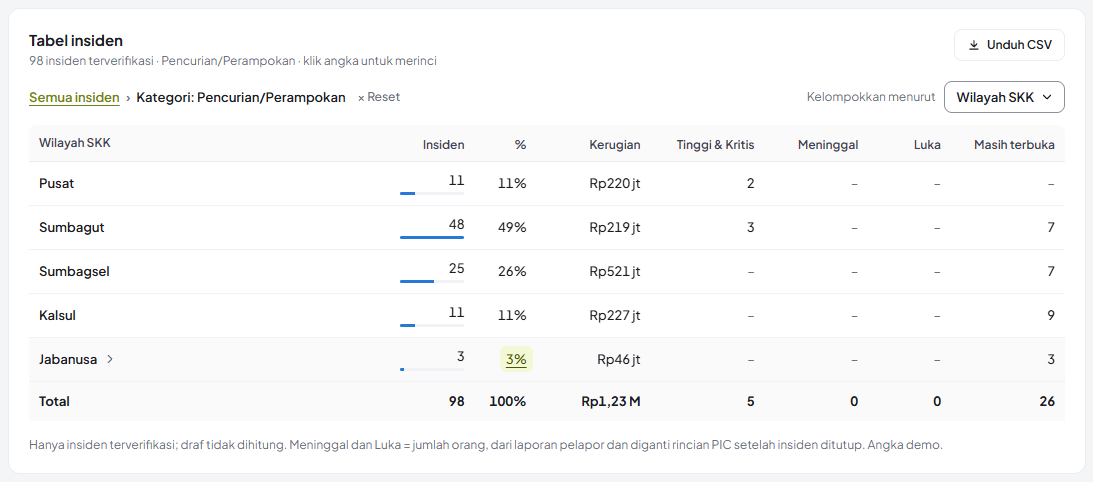 Tabel insiden
Unduh CSV
98 insiden terverifikasi · Pencurian/Perampokan · klik angka untuk merinci
Semua insiden › Kategori: Pencurian/Perampokan × Reset
Kelompokkan menurut Wilayah SKK
Wilayah SKK Insiden % Kerugian Tinggi & Kritis Meninggal Luka Masih terbuka
Pusat 11 11% Rp220 jt 2 – – –
Sumbagut 48 49% Rp219 jt 3 – – 7
Sumbagsel 25 26% Rp521 jt – – – 7
Kalsul 11 11% Rp227 jt – – – 9
Jabanusa › 3 3% Rp46 jt – – – 3
Total 98 100% Rp1,23 M 5 0 0 26
Hanya insiden terverifikasi; draf tidak dihitung. Meninggal dan Luka = jumlah orang, dari laporan pelapor dan diganti rincian PIC setelah insiden ditutup. Angka demo.